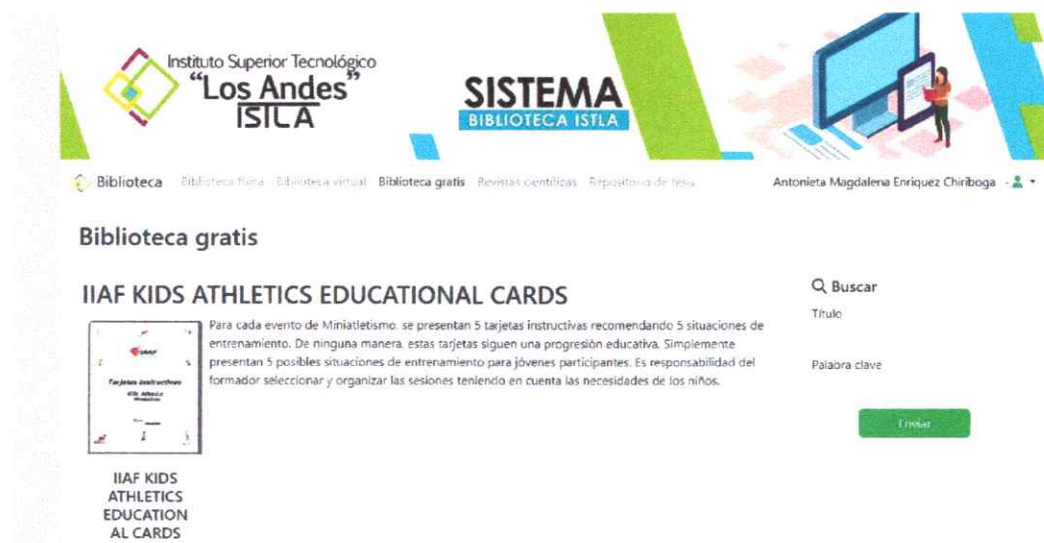 Instituto Superior Tecnológico
“Los Andes”
ISTLA
SISTEMA
BIBLIOTECA ISTLA
Biblioteca Biblioteca física Biblioteca virtual Biblioteca gratis Revistas científicas Repositorio de tesis Antonieta Magdalena Enriquez Chiriboga
Biblioteca gratis
IIAF KIDS ATHLETICS EDUCATIONAL CARDS
Para cada evento de Miniatletismo, se presentan 5 tarjetas instructivas recomendando 5 situaciones de
entrenamiento. De ninguna manera, estas tarjetas siguen una progresión educativa. Simplemente
presentan 5 posibles situaciones de entrenamiento para jóvenes participantes. Es responsabilidad del
formador seleccionar y organizar las sesiones teniendo en cuenta las necesidades de los niños.
IAAF
Tarjetas Instructivas
IIAF KIDS
ATHLETICS
EDUCATION
AL CARDS
Buscar
Título
Palabra clave
Enviar